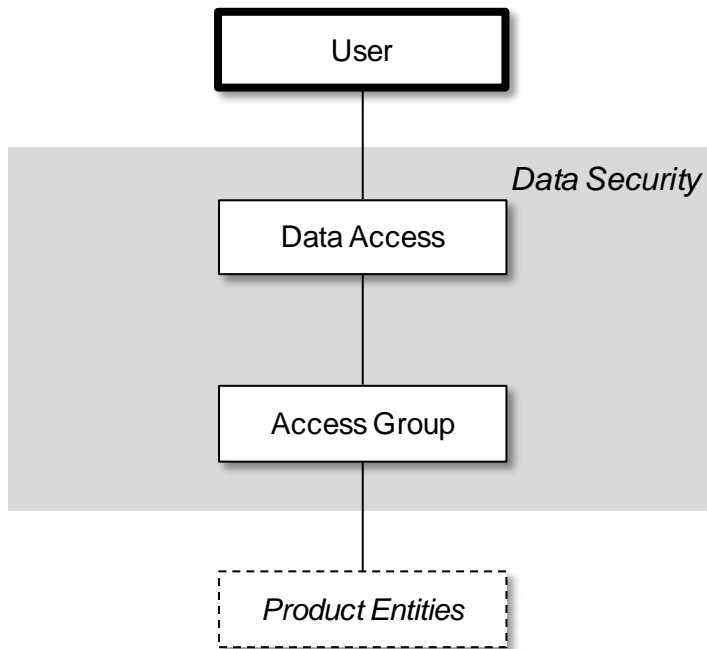 User
Data Security
Data Access
Access Group
Product Entities